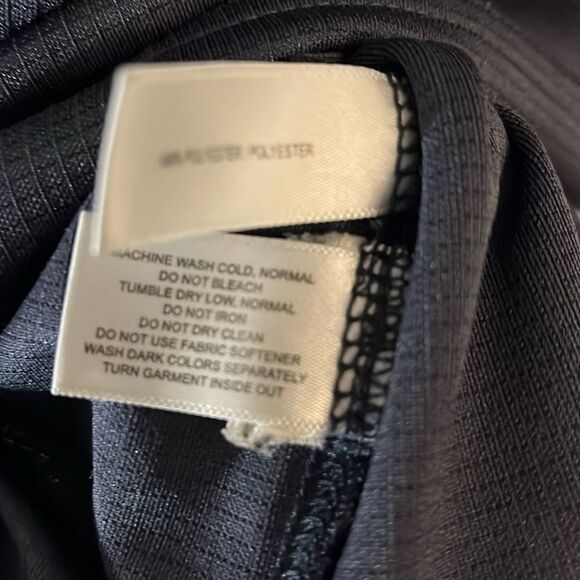 POLYESTER POLYESTER
MACHINE WASH COLD, NORMAL
DO NOT BLEACH
TUMBLE DRY LOW, NORMAL
DO NOT IRON
DO NOT DRY CLEAN
DO NOT USE FABRIC SOFTENER
WASH DARK COLORS SEPARATELY
TURN GARMENT INSIDE OUT